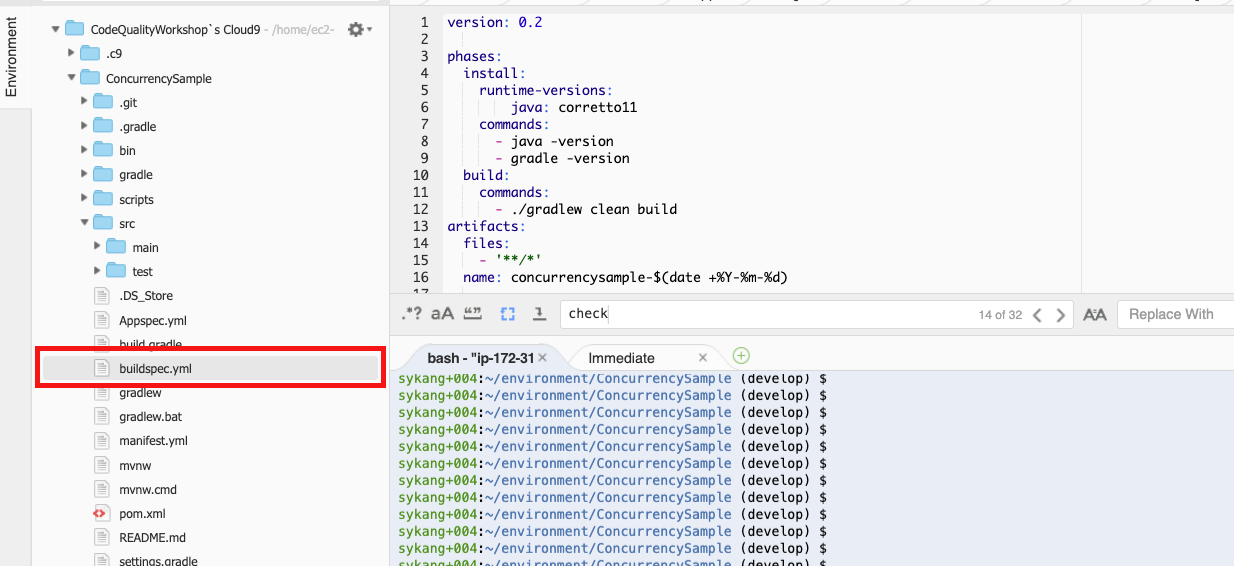 Environment
CodeQualityWorkshop`s Cloud9 - /home/ec2-
.c9
ConcurrencySample
.git
.gradle
bin
gradle
scripts
src
main
test
.DS_Store
Appspec.yml
build.gradle
buildspec.yml
gradlew
gradlew.bat
manifest.yml
mvnw
mvnw.cmd
pom.xml
README.md
settings.gradle
1 version: 0.2
2
3 phases:
4 install:
5 runtime-versions:
6 java: corretto11
7 commands:
8 - java -version
9 - gradle -version
10 build:
11 commands:
12 - ./gradlew clean build
13 artifacts:
14 files:
15 - '**/*'
16 name: concurrencysample-$(date +%Y-%m-%d)
17
.*? aA “” check 14 of 32 AA Replace With
bash - "ip-172-31 × Immediate ×
sykang+004:~/environment/ConcurrencySample (develop) $
sykang+004:~/environment/ConcurrencySample (develop) $
sykang+004:~/environment/ConcurrencySample (develop) $
sykang+004:~/environment/ConcurrencySample (develop) $
sykang+004:~/environment/ConcurrencySample (develop) $
sykang+004:~/environment/ConcurrencySample (develop) $
sykang+004:~/environment/ConcurrencySample (develop) $
sykang+004:~/environment/ConcurrencySample (develop) $
sykang+004:~/environment/ConcurrencySample (develop) $
sykang+004:~/environment/ConcurrencySample (develop) $
sykang+004:~/environment/ConcurrencySample (develop) $
sykang+004:~/environment/ConcurrencySample (develop) $